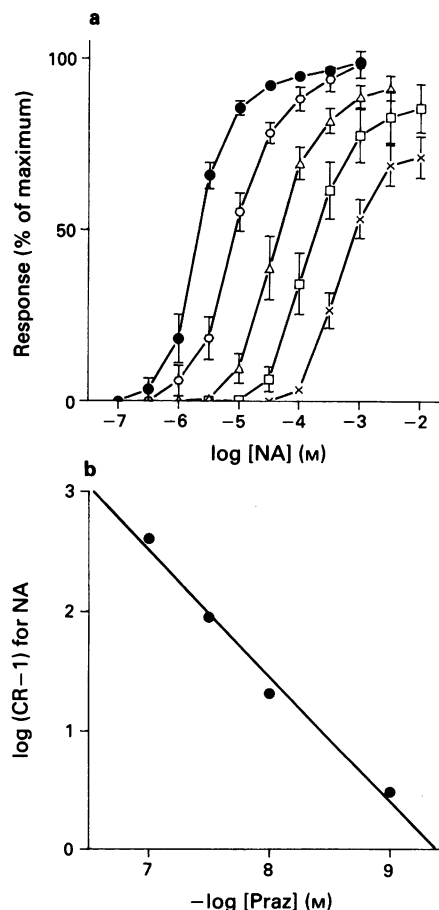 a
Response (% of maximum)
100
50
0
-7 -6 -5 -4 -3 -2
log [NA] (M)
b
log (CR-1) for NA
3
2
1
0
7 8 9
-log [Praz] (M)